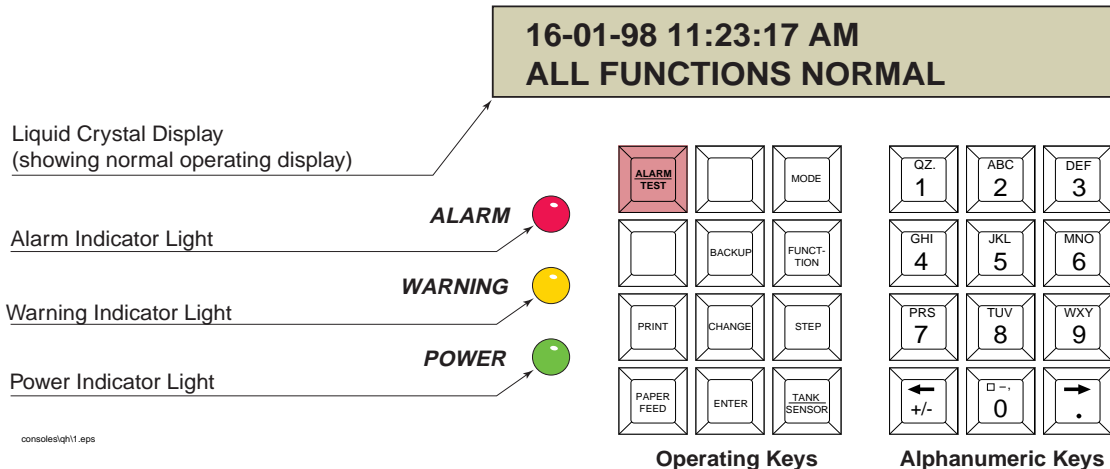 16-01-98 11:23:17 AM
ALL FUNCTIONS NORMAL
Liquid Crystal Display
(showing normal operating display)
ALARM
Alarm Indicator Light
WARNING
Warning Indicator Light
POWER
Power Indicator Light
consoles\qh\1.eps
ALARM
TEST
MODE
BACKUP
FUNCT-
TION
PRINT
CHANGE
STEP
PAPER
FEED
ENTER
TANK
SENSOR
Operating Keys
QZ.
1
ABC
2
DEF
3
GHI
4
JKL
5
MNO
6
PRS
7
TUV
8
WXY
9
←
+/-
□ – ,
0
→
.
Alphanumeric Keys